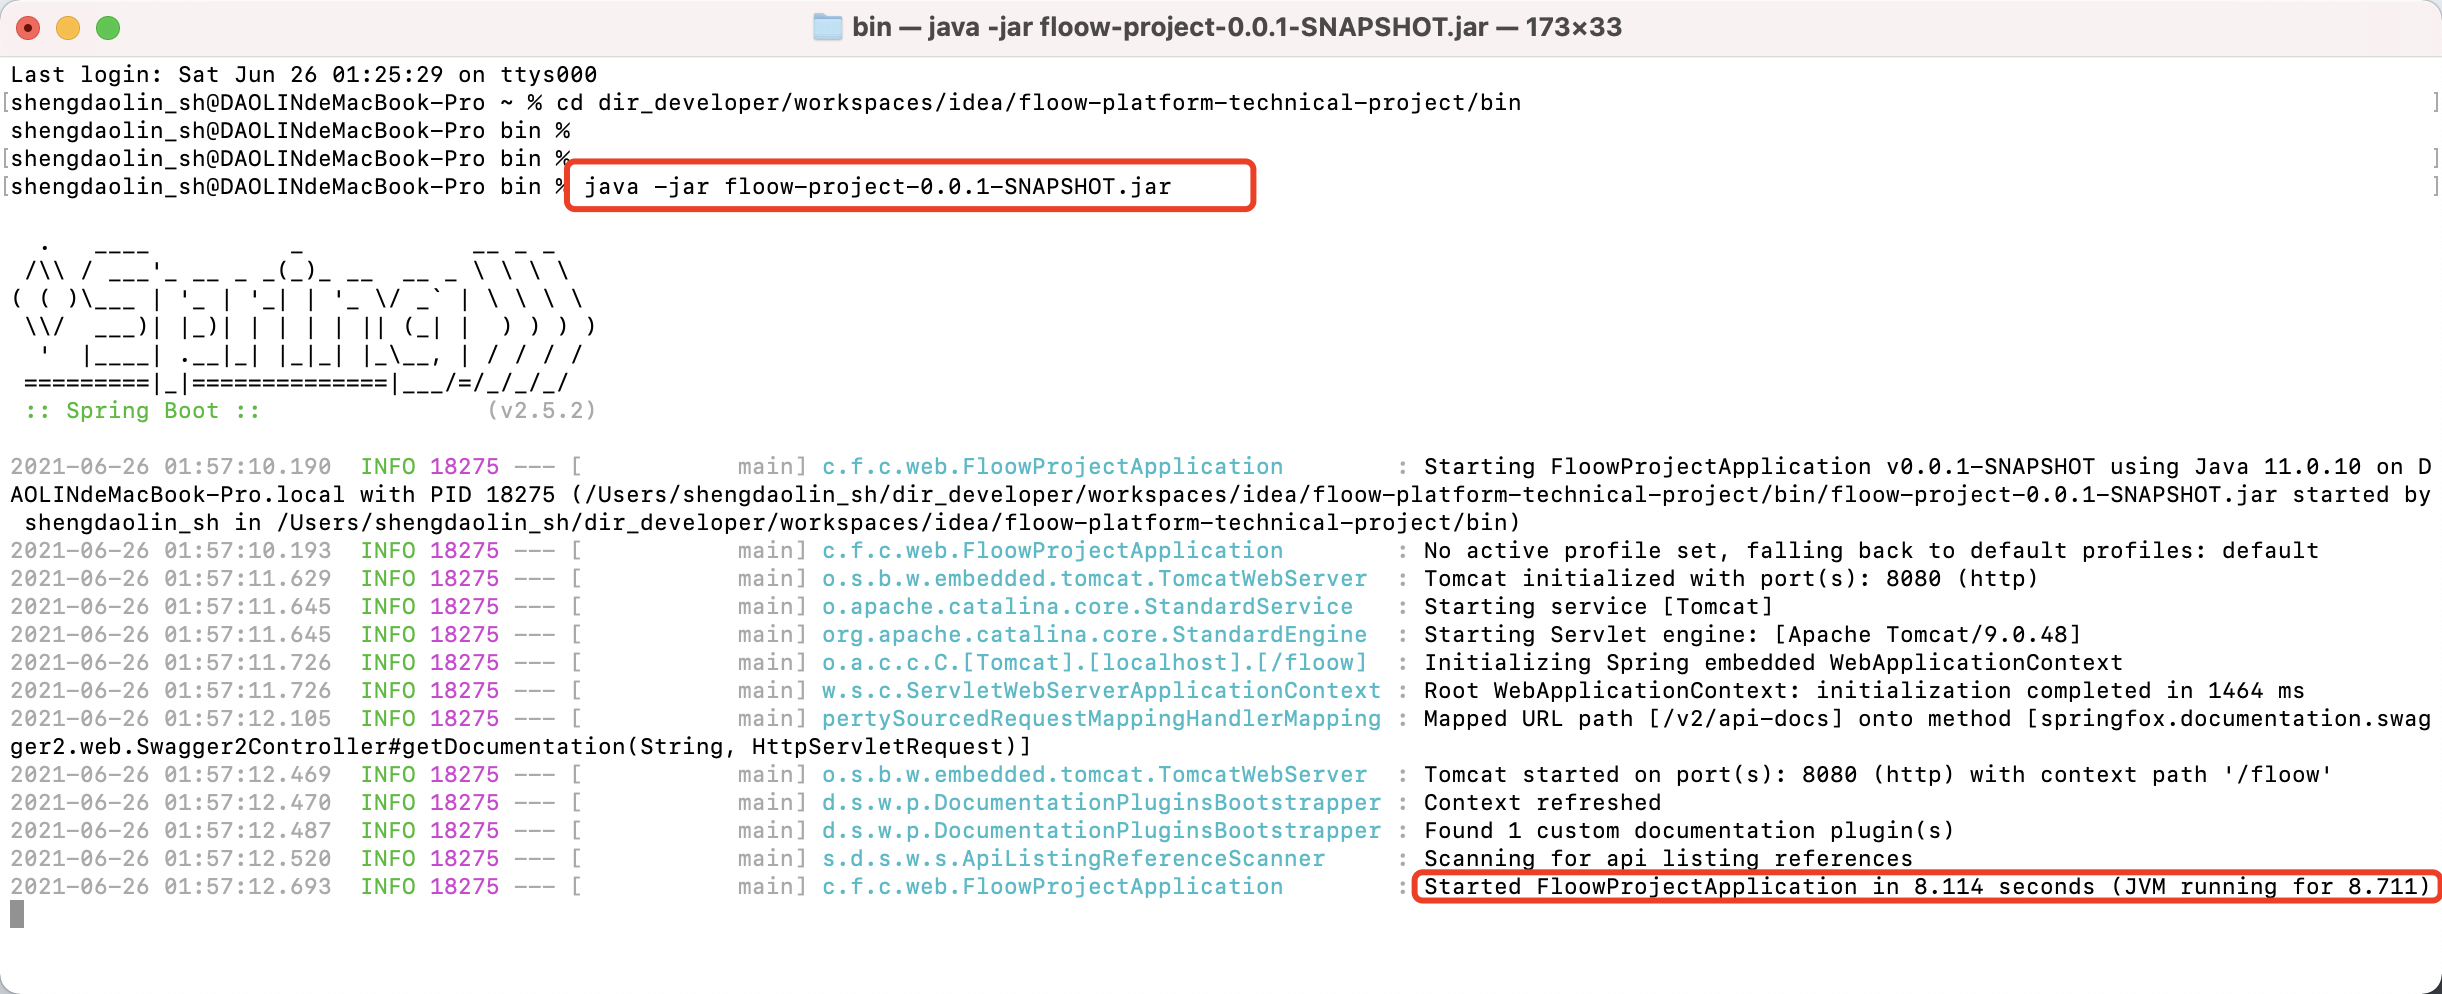 bin — java -jar floow-project-0.0.1-SNAPSHOT.jar — 173×33
Last login: Sat Jun 26 01:25:29 on ttys000
[shengdaolin_sh@DAOLINdeMacBook-Pro ~ % cd dir_developer/workspaces/idea/floow-platform-technical-project/bin ]
shengdaolin_sh@DAOLINdeMacBook-Pro bin %
[shengdaolin_sh@DAOLINdeMacBook-Pro bin % ]
[shengdaolin_sh@DAOLINdeMacBook-Pro bin % java -jar floow-project-0.0.1-SNAPSHOT.jar ]
  .   ____          _            __ _ _
 /\\ / ___'_ __ _ _(_)_ __  __ _ \ \ \ \
( ( )\___ | '_ | '_| | '_ \/ _` | \ \ \ \
 \\/  ___)| |_)| | | | | || (_| |  ) ) ) )
  '  |____| .__|_| |_|_| |_\__, | / / / /
 =========|_|==============|___/=/_/_/_/
 :: Spring Boot ::                (v2.5.2)
2021-06-26 01:57:10.190  INFO 18275 --- [           main] c.f.c.web.FloowProjectApplication        : Starting FloowProjectApplication v0.0.1-SNAPSHOT using Java 11.0.10 on D
AOLINdeMacBook-Pro.local with PID 18275 (/Users/shengdaolin_sh/dir_developer/workspaces/idea/floow-platform-technical-project/bin/floow-project-0.0.1-SNAPSHOT.jar started by
 shengdaolin_sh in /Users/shengdaolin_sh/dir_developer/workspaces/idea/floow-platform-technical-project/bin)
2021-06-26 01:57:10.193  INFO 18275 --- [           main] c.f.c.web.FloowProjectApplication        : No active profile set, falling back to default profiles: default
2021-06-26 01:57:11.629  INFO 18275 --- [           main] o.s.b.w.embedded.tomcat.TomcatWebServer  : Tomcat initialized with port(s): 8080 (http)
2021-06-26 01:57:11.645  INFO 18275 --- [           main] o.apache.catalina.core.StandardService   : Starting service [Tomcat]
2021-06-26 01:57:11.645  INFO 18275 --- [           main] org.apache.catalina.core.StandardEngine  : Starting Servlet engine: [Apache Tomcat/9.0.48]
2021-06-26 01:57:11.726  INFO 18275 --- [           main] o.a.c.c.C.[Tomcat].[localhost].[/floow]  : Initializing Spring embedded WebApplicationContext
2021-06-26 01:57:11.726  INFO 18275 --- [           main] w.s.c.ServletWebServerApplicationContext : Root WebApplicationContext: initialization completed in 1464 ms
2021-06-26 01:57:12.105  INFO 18275 --- [           main] pertySourcedRequestMappingHandlerMapping : Mapped URL path [/v2/api-docs] onto method [springfox.documentation.swag
ger2.web.Swagger2Controller#getDocumentation(String, HttpServletRequest)]
2021-06-26 01:57:12.469  INFO 18275 --- [           main] o.s.b.w.embedded.tomcat.TomcatWebServer  : Tomcat started on port(s): 8080 (http) with context path '/floow'
2021-06-26 01:57:12.470  INFO 18275 --- [           main] d.s.w.p.DocumentationPluginsBootstrapper : Context refreshed
2021-06-26 01:57:12.487  INFO 18275 --- [           main] d.s.w.p.DocumentationPluginsBootstrapper : Found 1 custom documentation plugin(s)
2021-06-26 01:57:12.520  INFO 18275 --- [           main] s.d.s.w.s.ApiListingReferenceScanner     : Scanning for api listing references
2021-06-26 01:57:12.693  INFO 18275 --- [           main] c.f.c.web.FloowProjectApplication        : Started FloowProjectApplication in 8.114 seconds (JVM running for 8.711)